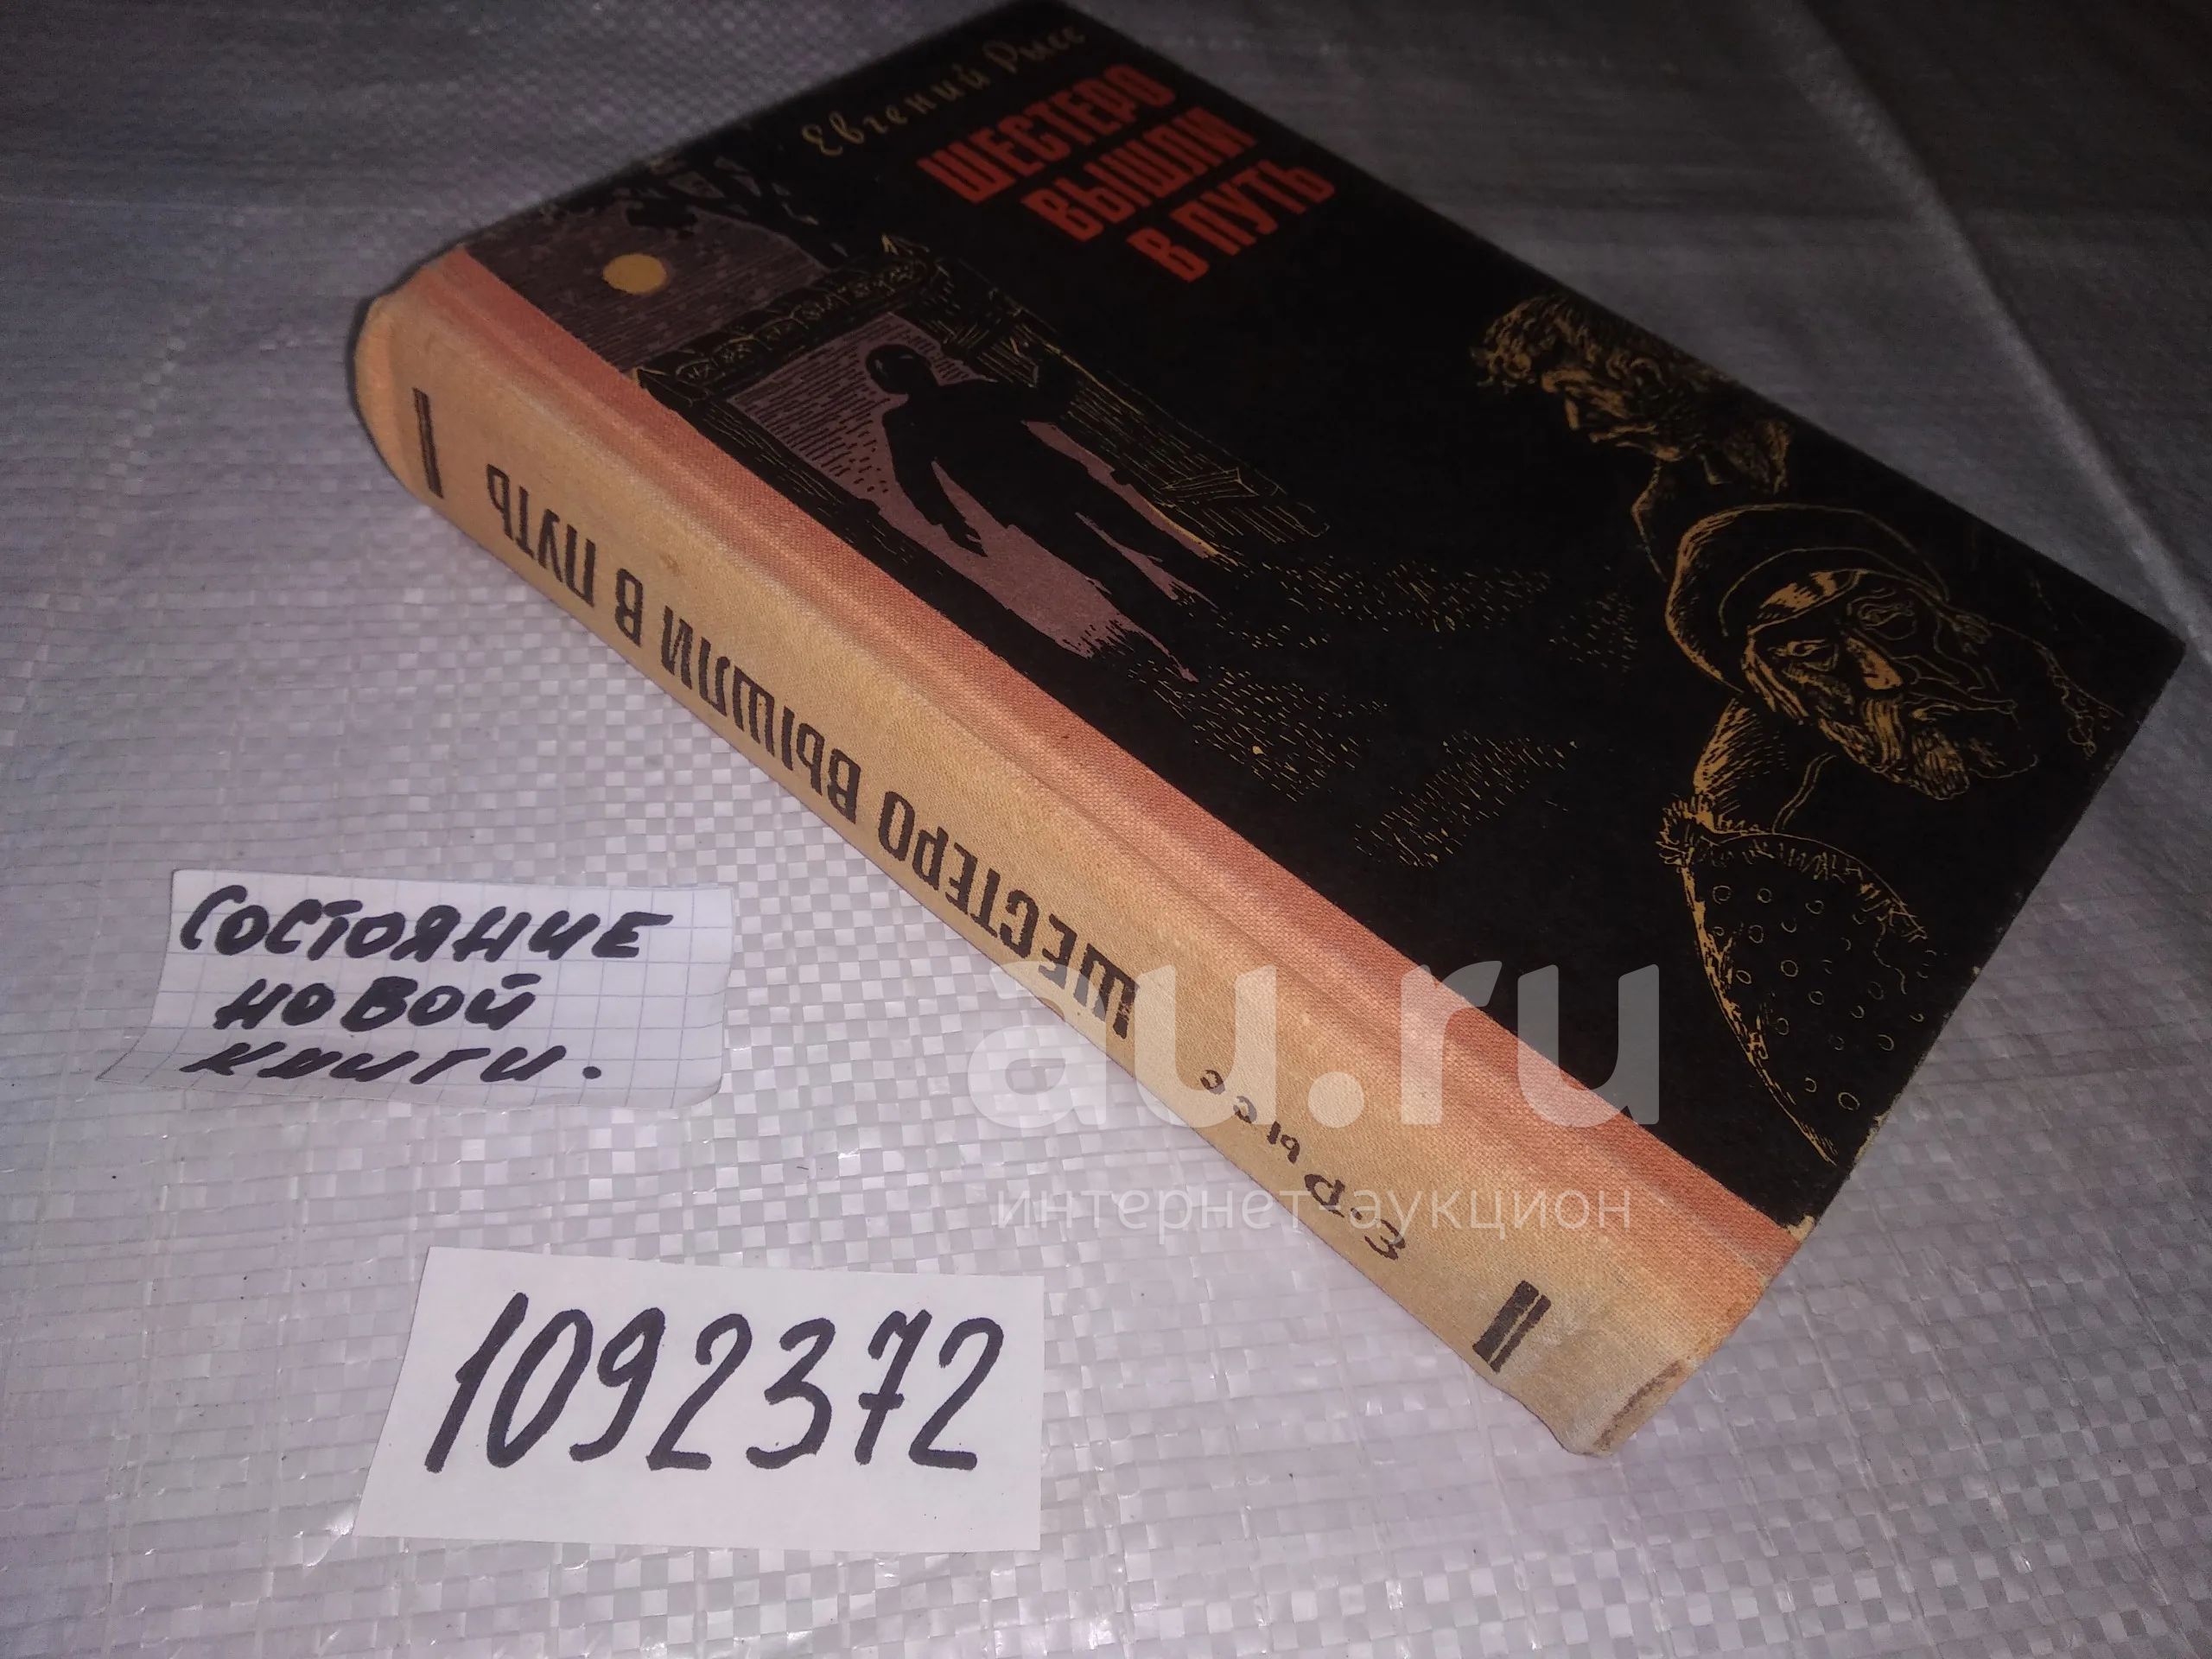 Евгений Рысс
ШЕСТЕРО
ВЫШЛИ
В ПУТЬ
Е. Рысс
ШЕСТЕРО ВЫШЛИ В ПУТЬ
СОСТОЯНИЕ
НОВОЙ
КНИГИ.
1092372
au.ru
интернет-аукцион